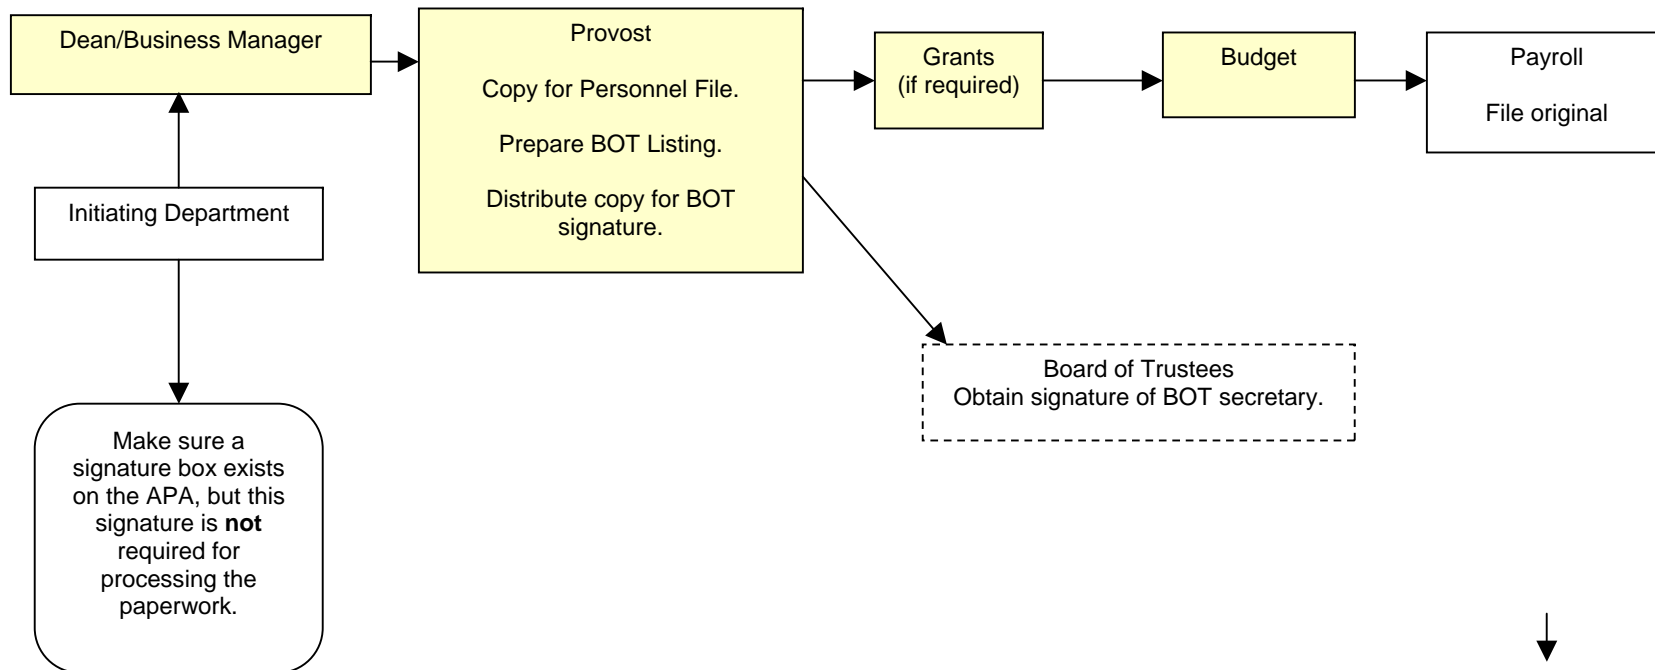 Dean/Business Manager
Provost
Copy for Personnel File.
Prepare BOT Listing.
Distribute copy for BOT
signature.
Grants
(if required)
Budget
Payroll
File original
Initiating Department
Board of Trustees
Obtain signature of BOT secretary.
Make sure a
signature box exists
on the APA, but this
signature is not
required for
processing the
paperwork.